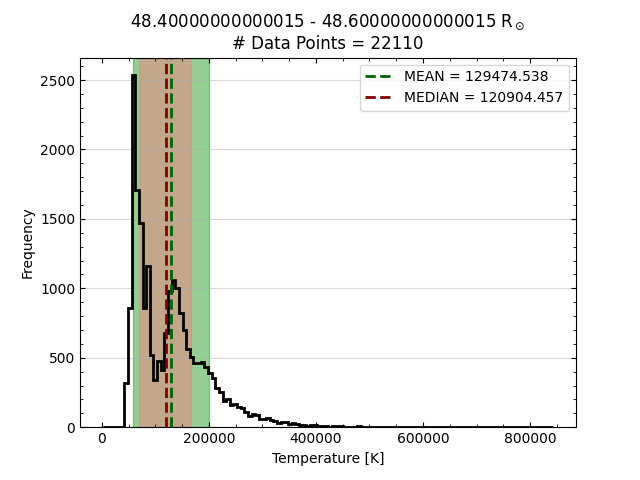 48.40000000000015 - 48.60000000000015 R⊙
# Data Points = 22110
MEAN = 129474.538
MEDIAN = 120904.457
Frequency
2500
2000
1500
1000
500
0
0 200000 400000 600000 800000
Temperature [K]